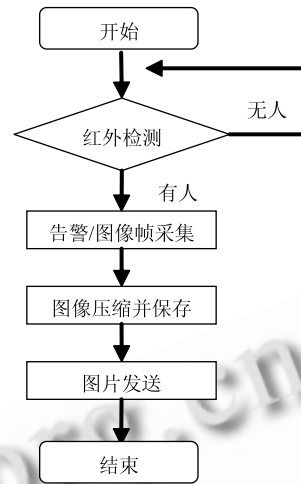 开始
无人
红外检测
有人
告警/图像帧采集
图像压缩并保存
图片发送
结束